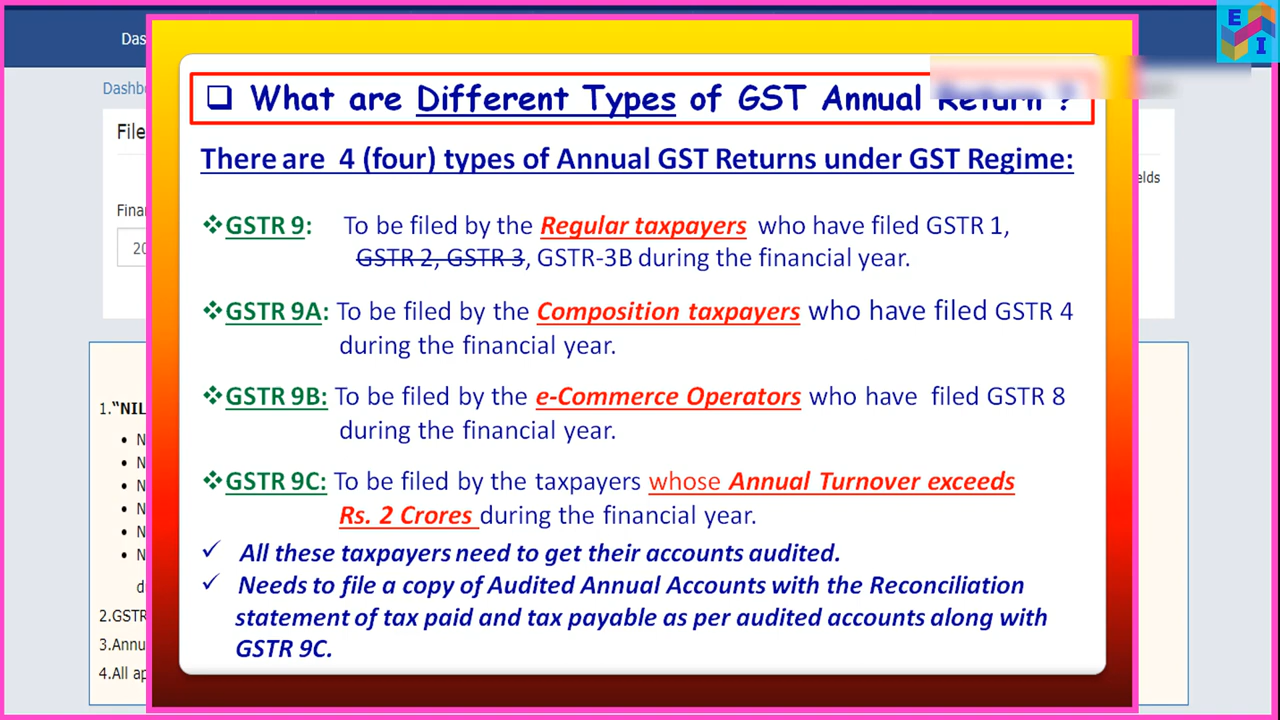 E
I
Das
Dashbo
File
elds
Finan
20
❑ What are Different Types of GST Annual Return ?
There are 4 (four) types of Annual GST Returns under GST Regime:
❖GSTR 9: To be filed by the Regular taxpayers who have filed GSTR 1,
GSTR 2, GSTR 3, GSTR-3B during the financial year.
❖GSTR 9A: To be filed by the Composition taxpayers who have filed GSTR 4
during the financial year.
❖GSTR 9B: To be filed by the e-Commerce Operators who have filed GSTR 8
during the financial year.
❖GSTR 9C: To be filed by the taxpayers whose Annual Turnover exceeds
Rs. 2 Crores during the financial year.
✓ All these taxpayers need to get their accounts audited.
✓ Needs to file a copy of Audited Annual Accounts with the Reconciliation
statement of tax paid and tax payable as per audited accounts along with
GSTR 9C.
1."NIL
• N
• N
• N
• N
• N
• N
d
2.GSTR
3.Annu
4.All ap